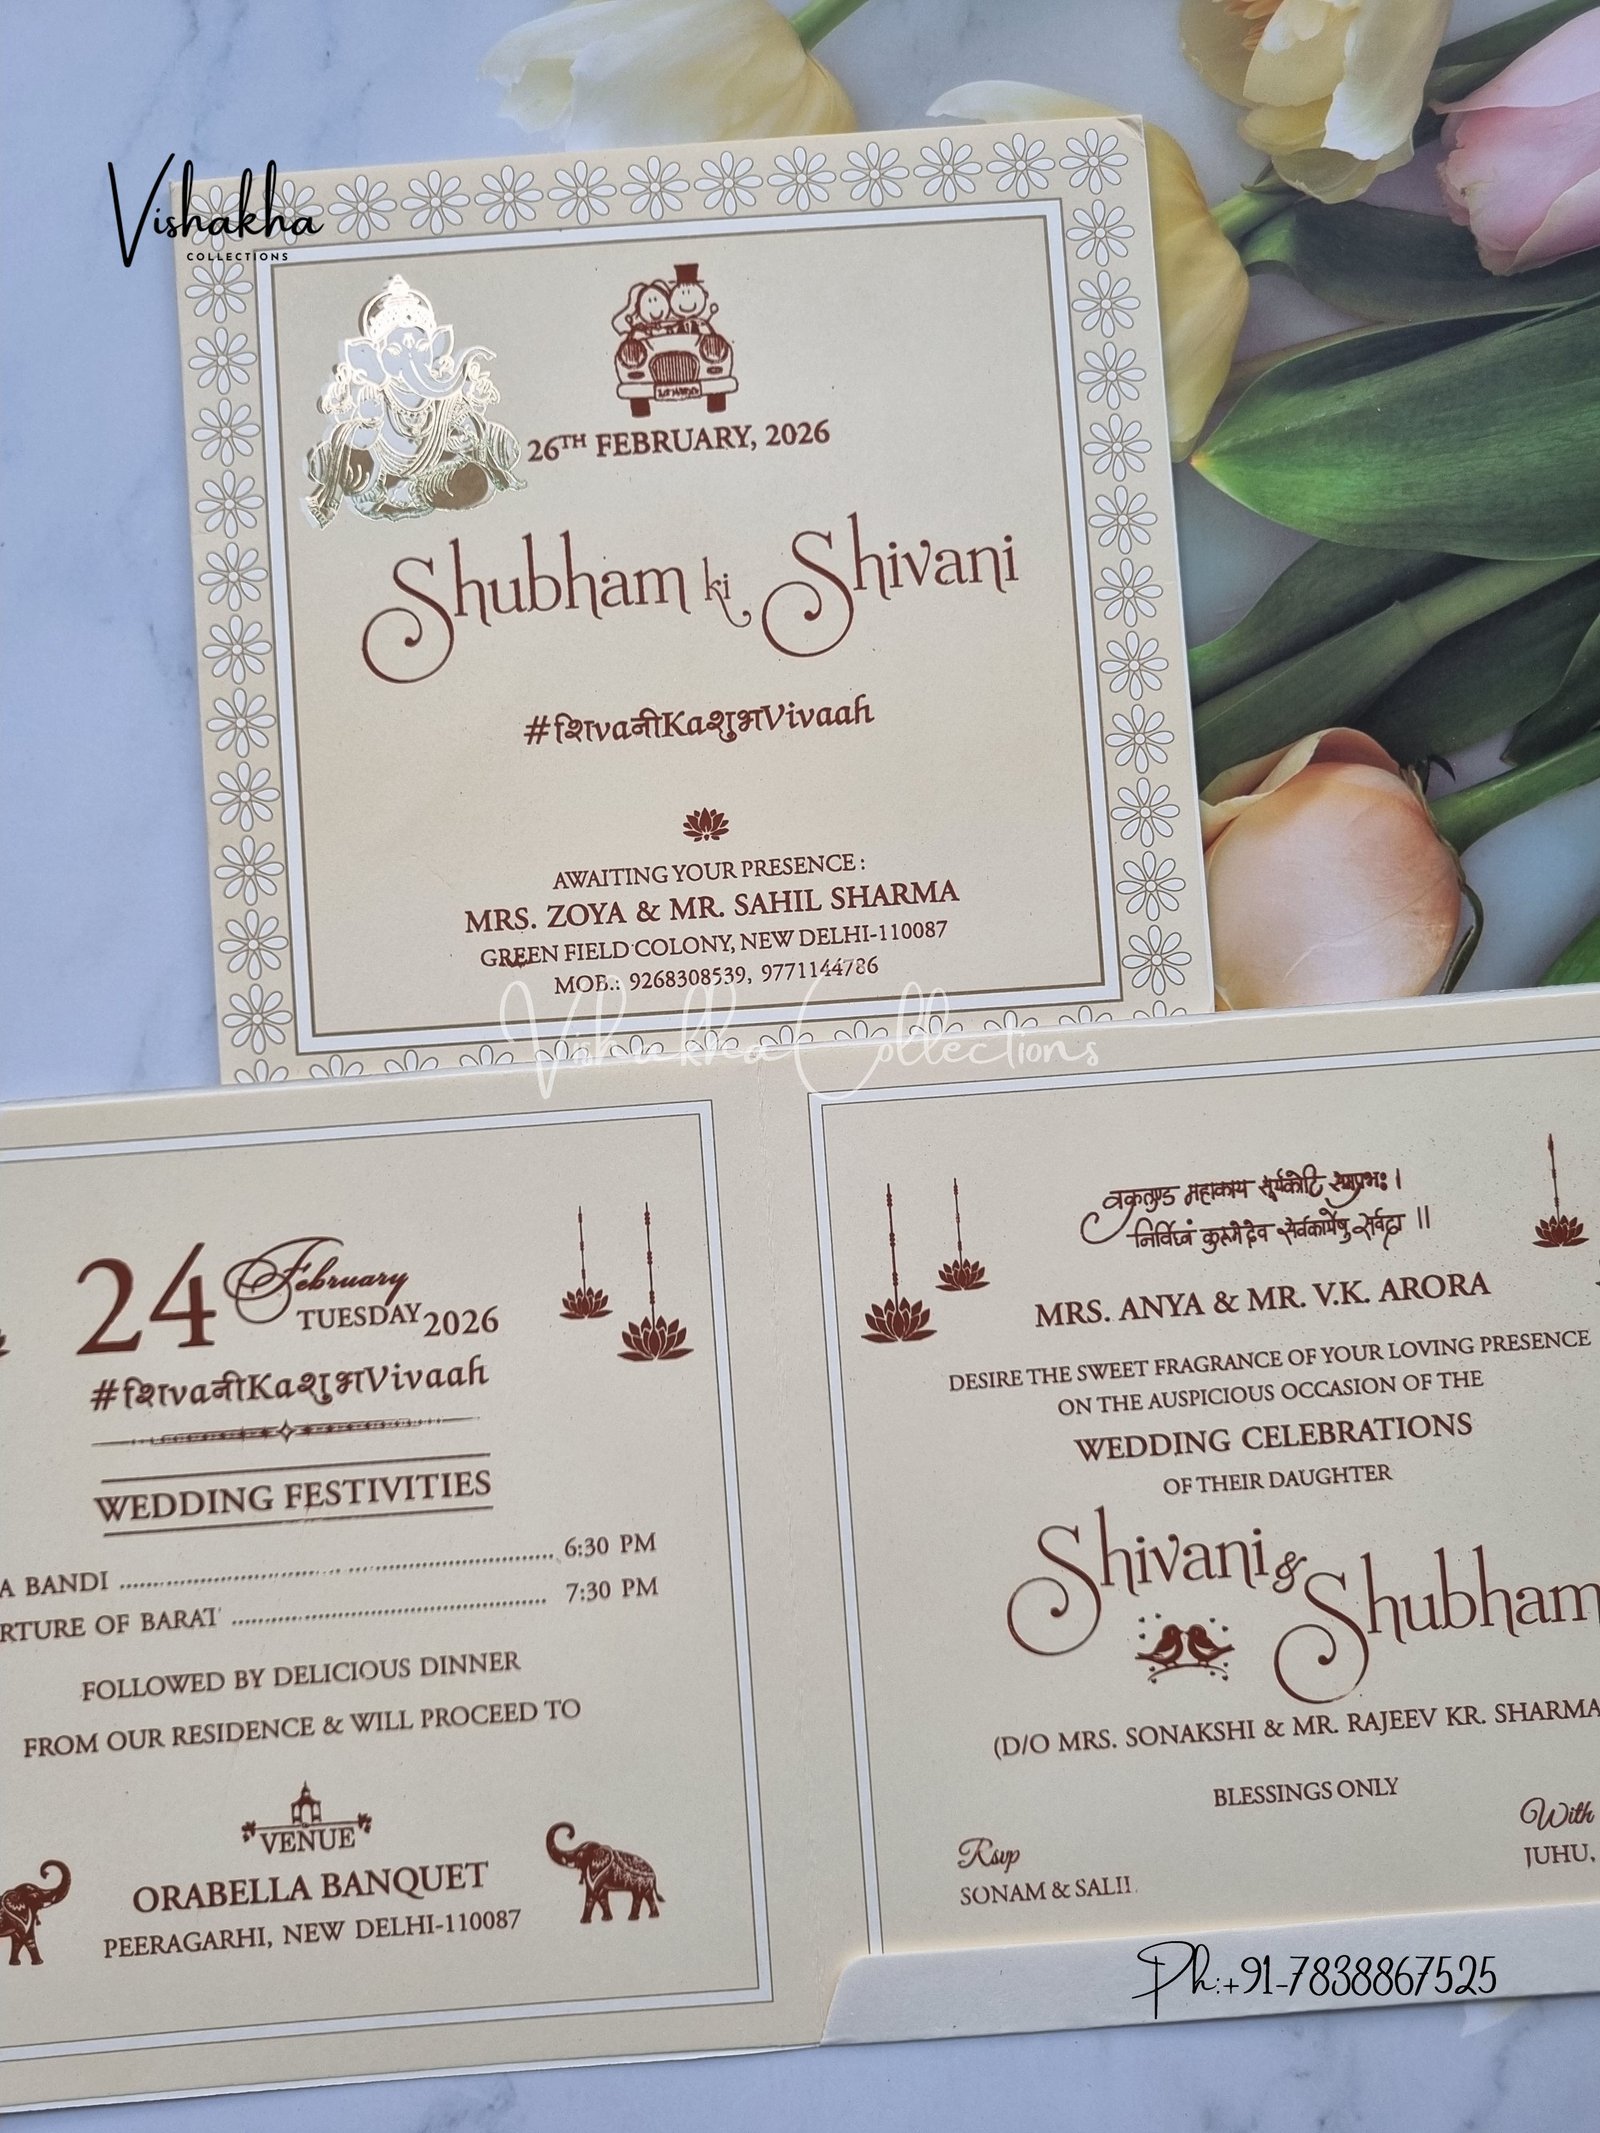 Vishakha
COLLECTIONS
26TH FEBRUARY, 2026
Shubham ki Shivani
#शिvaनीKaशुभVivaah
AWAITING YOUR PRESENCE :
MRS. ZOYA & MR. SAHIL SHARMA
GREEN FIELD COLONY, NEW DELHI-110087
MOB.: 9268308539, 9771144786
Vishakha Collections
24 February
TUESDAY 2026
#शिvaनीKaशुभVivaah
WEDDING FESTIVITIES
A BANDI 6:30 PM
RTURE OF BARAT 7:30 PM
FOLLOWED BY DELICIOUS DINNER
FROM OUR RESIDENCE & WILL PROCEED TO
VENUE
ORABELLA BANQUET
PEERAGARHI, NEW DELHI-110087
वक्रतुण्ड महाकाय सूर्यकोटि समप्रभः।
निर्विघ्नं कुरूमेदेव सर्वकार्येषु सर्वदा ॥
MRS. ANYA & MR. V.K. ARORA
DESIRE THE SWEET FRAGRANCE OF YOUR LOVING PRESENCE
ON THE AUSPICIOUS OCCASION OF THE
WEDDING CELEBRATIONS
OF THEIR DAUGHTER
Shivani & Shubham
(D/O MRS. SONAKSHI & MR. RAJEEV KR. SHARMA
BLESSINGS ONLY
Rsvp
SONAM & SALIL
With
JUHU,
Ph:+91-7838867525